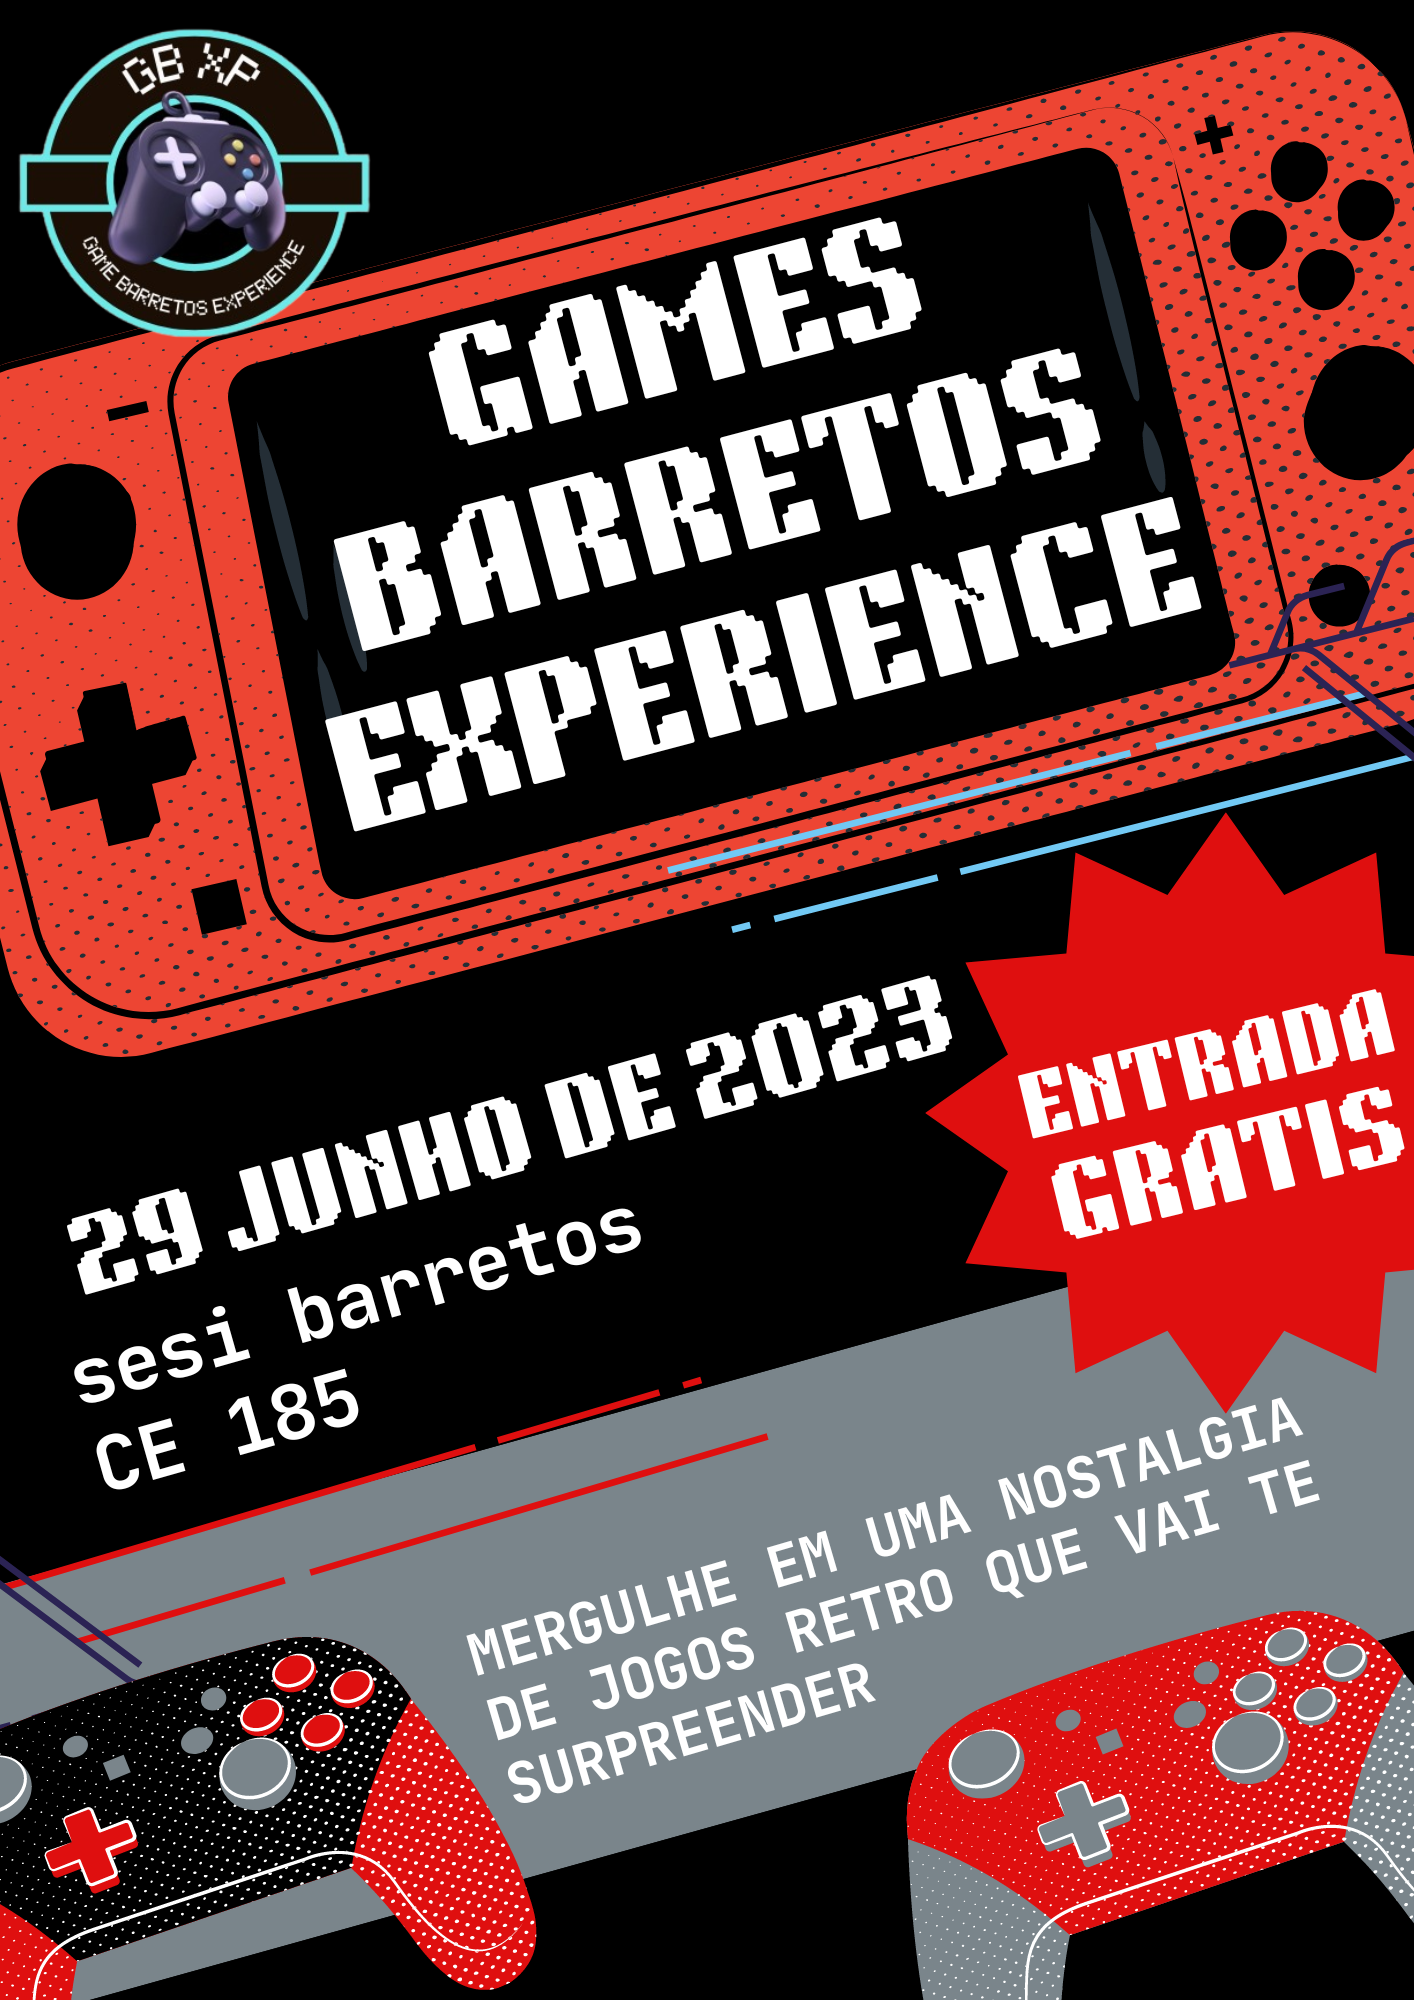 GB XP
GAME BARRETOS EXPERIENCE
GAMES
BARRETOS
EXPERIENCE
29 JUNHO DE 2023
sesi barretos
CE 185
ENTRADA
GRATIS
MERGULHE EM UMA NOSTALGIA
DE JOGOS RETRO QUE VAI TE
SURPREENDER